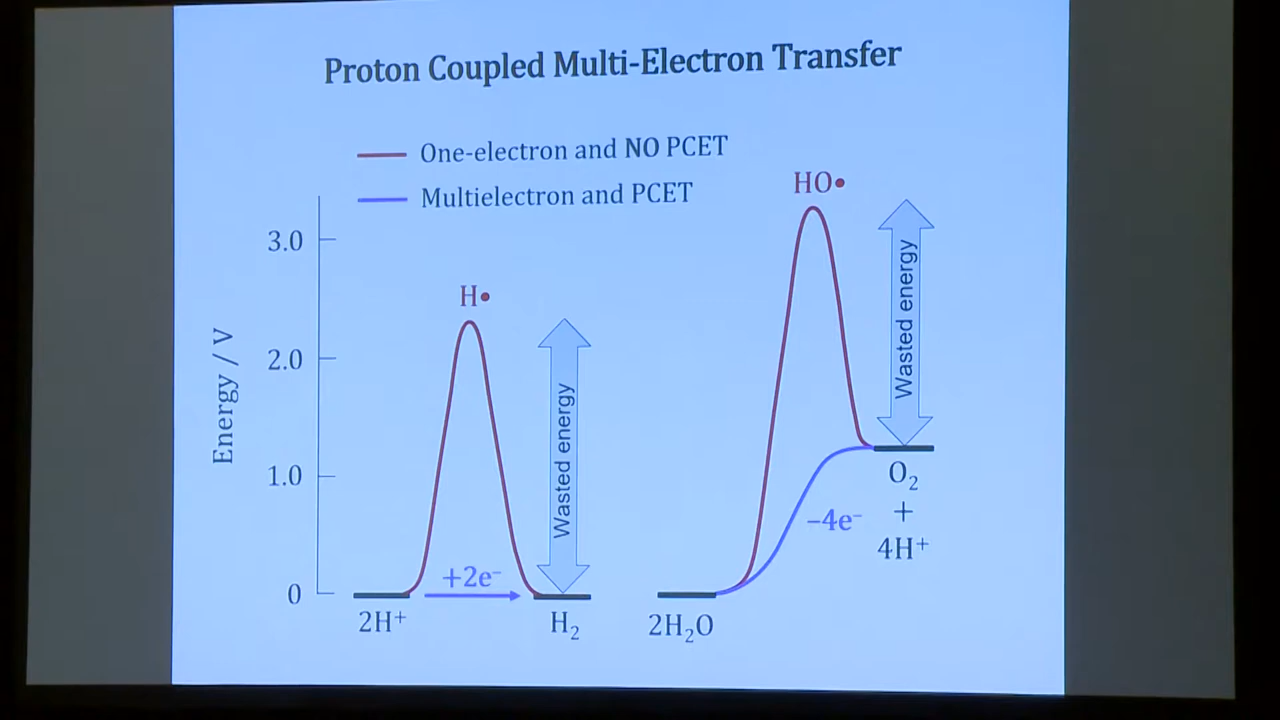 Proton Coupled Multi-Electron Transfer
One-electron and NO PCET
Multielectron and PCET
HO•
H•
3.0
2.0
1.0
0
Energy / V
Wasted energy
Wasted energy
+2e⁻
−4e⁻
2H⁺
H₂
2H₂O
O₂
+
4H⁺